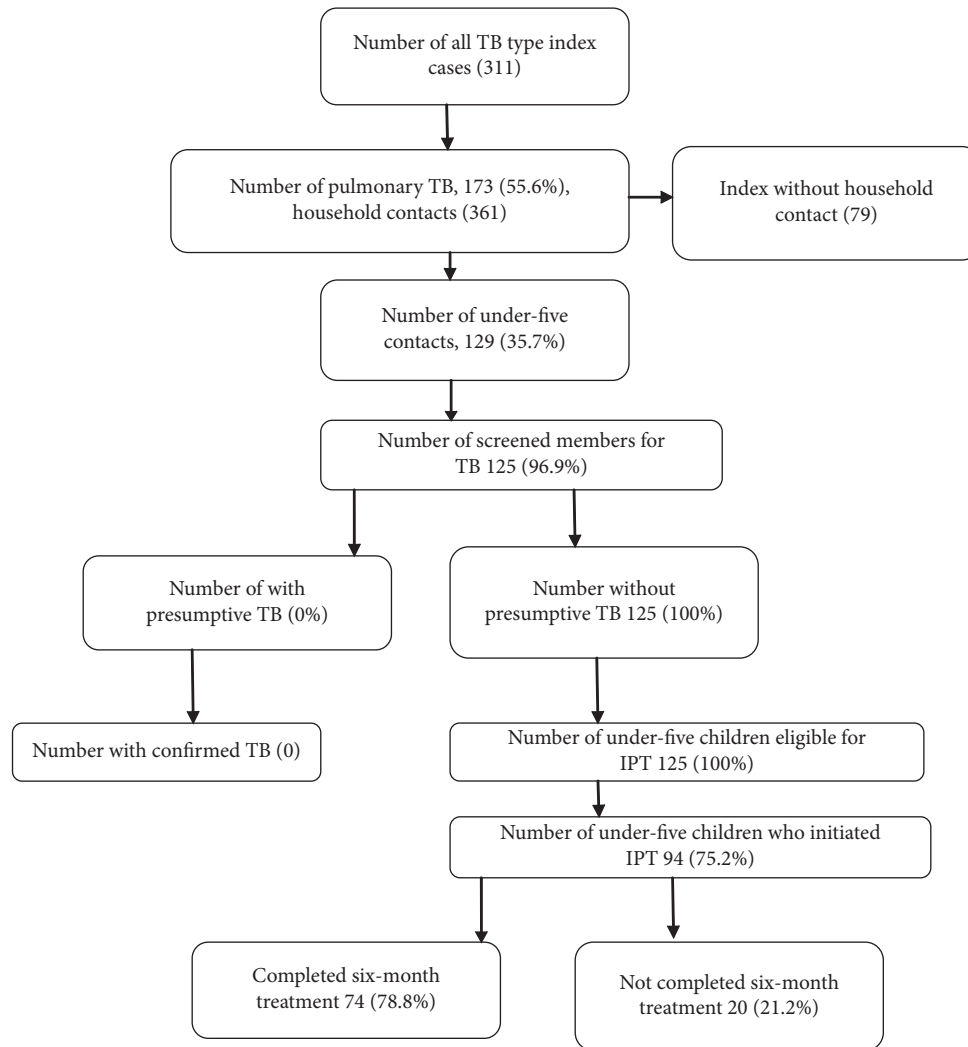 Number of all TB type index
cases (311)
Number of pulmonary TB, 173 (55.6%),
household contacts (361)
Index without household
contact (79)
Number of under-five
contacts, 129 (35.7%)
Number of screened members for
TB 125 (96.9%)
Number of with
presumptive TB (0%)
Number without
presumptive TB 125 (100%)
Number with confirmed TB (0)
Number of under-five children eligible for
IPT 125 (100%)
Number of under-five children who initiated
IPT 94 (75.2%)
Completed six-month
treatment 74 (78.8%)
Not completed six-month
treatment 20 (21.2%)